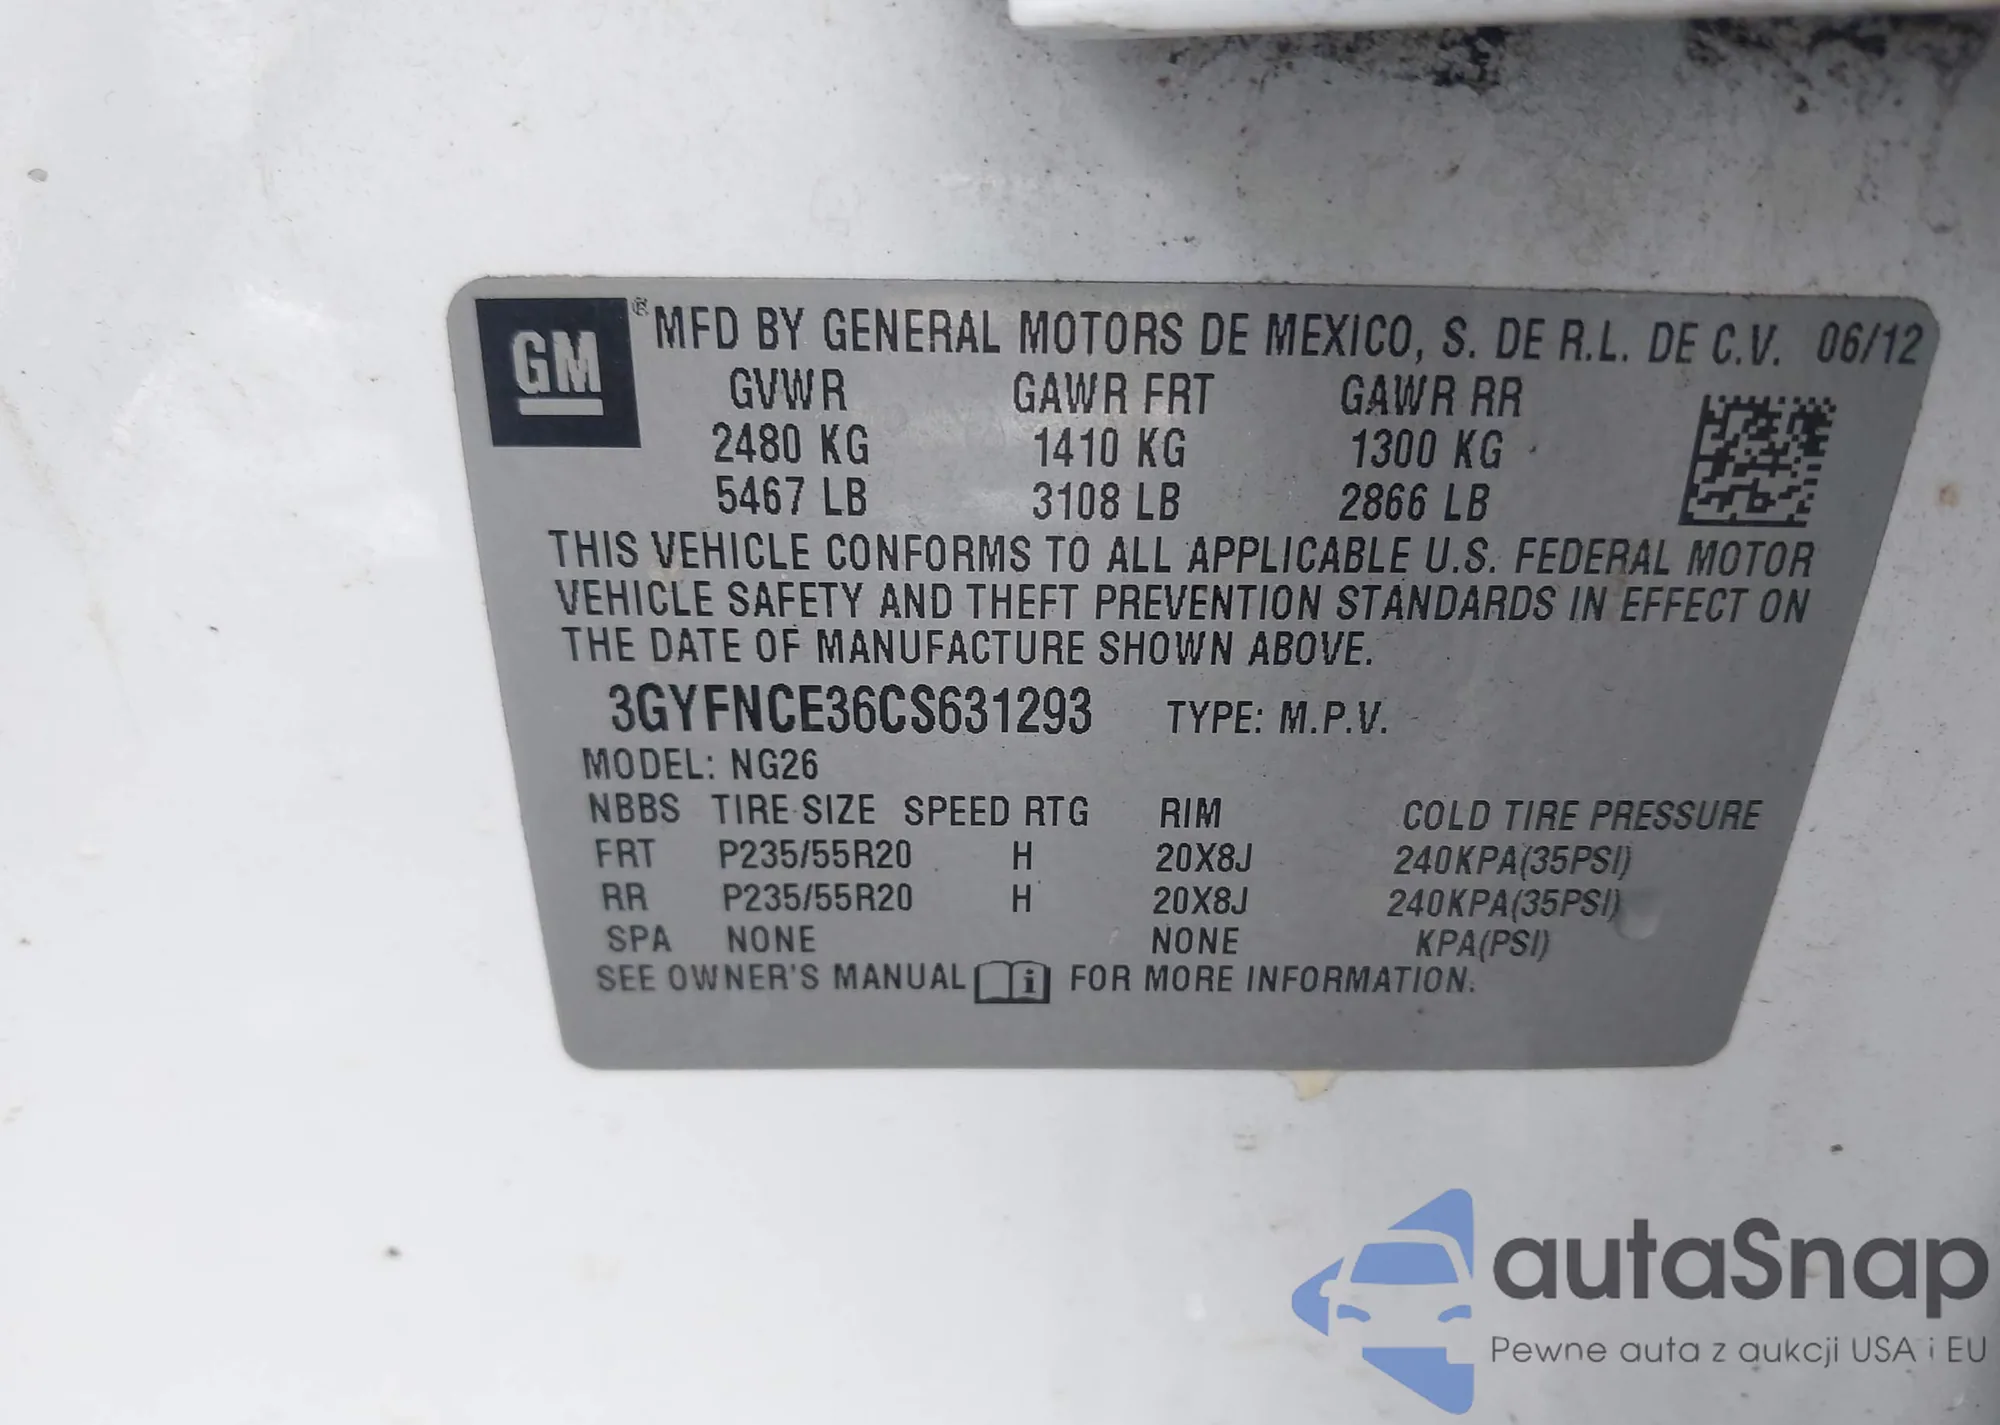 GM ® MFD BY GENERAL MOTORS DE MEXICO, S. DE R.L. DE C.V. 06/12
GVWR GAWR FRT GAWR RR
2480 KG 1410 KG 1300 KG
5467 LB 3108 LB 2866 LB
THIS VEHICLE CONFORMS TO ALL APPLICABLE U.S. FEDERAL MOTOR
VEHICLE SAFETY AND THEFT PREVENTION STANDARDS IN EFFECT ON
THE DATE OF MANUFACTURE SHOWN ABOVE.
3GYFNCE36CS631293 TYPE: M.P.V.
MODEL: NG26
NBBS TIRE SIZE SPEED RTG RIM COLD TIRE PRESSURE
FRT P235/55R20 H 20X8J 240KPA(35PSI)
RR P235/55R20 H 20X8J 240KPA(35PSI)
SPA NONE NONE KPA(PSI)
SEE OWNER'S MANUAL i FOR MORE INFORMATION.
autaSnap
Pewne auta z aukcji USA i EU